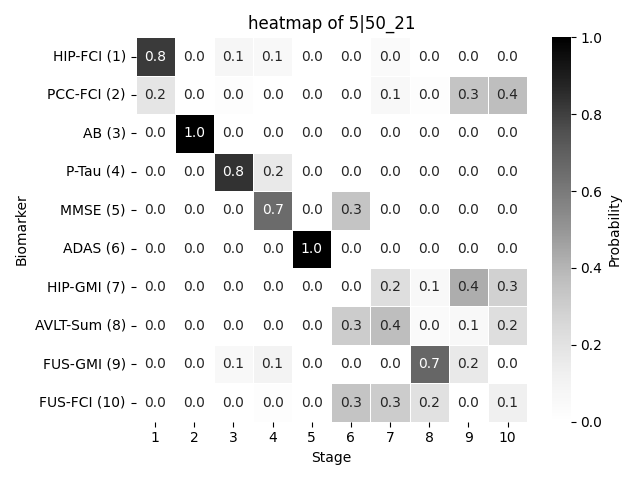 heatmap of 5|50_21
Biomarker
HIP-FCI (1) 0.8 0.0 0.1 0.1 0.0 0.0 0.0 0.0 0.0 0.0
PCC-FCI (2) 0.2 0.0 0.0 0.0 0.0 0.0 0.1 0.0 0.3 0.4
AB (3) 0.0 1.0 0.0 0.0 0.0 0.0 0.0 0.0 0.0 0.0
P-Tau (4) 0.0 0.0 0.8 0.2 0.0 0.0 0.0 0.0 0.0 0.0
MMSE (5) 0.0 0.0 0.0 0.7 0.0 0.3 0.0 0.0 0.0 0.0
ADAS (6) 0.0 0.0 0.0 0.0 1.0 0.0 0.0 0.0 0.0 0.0
HIP-GMI (7) 0.0 0.0 0.0 0.0 0.0 0.0 0.2 0.1 0.4 0.3
AVLT-Sum (8) 0.0 0.0 0.0 0.0 0.0 0.3 0.4 0.0 0.1 0.2
FUS-GMI (9) 0.0 0.0 0.1 0.1 0.0 0.0 0.0 0.7 0.2 0.0
FUS-FCI (10) 0.0 0.0 0.0 0.0 0.0 0.3 0.3 0.2 0.0 0.1
1 2 3 4 5 6 7 8 9 10
Stage
1.0
0.8
0.6
0.4
0.2
0.0
Probability